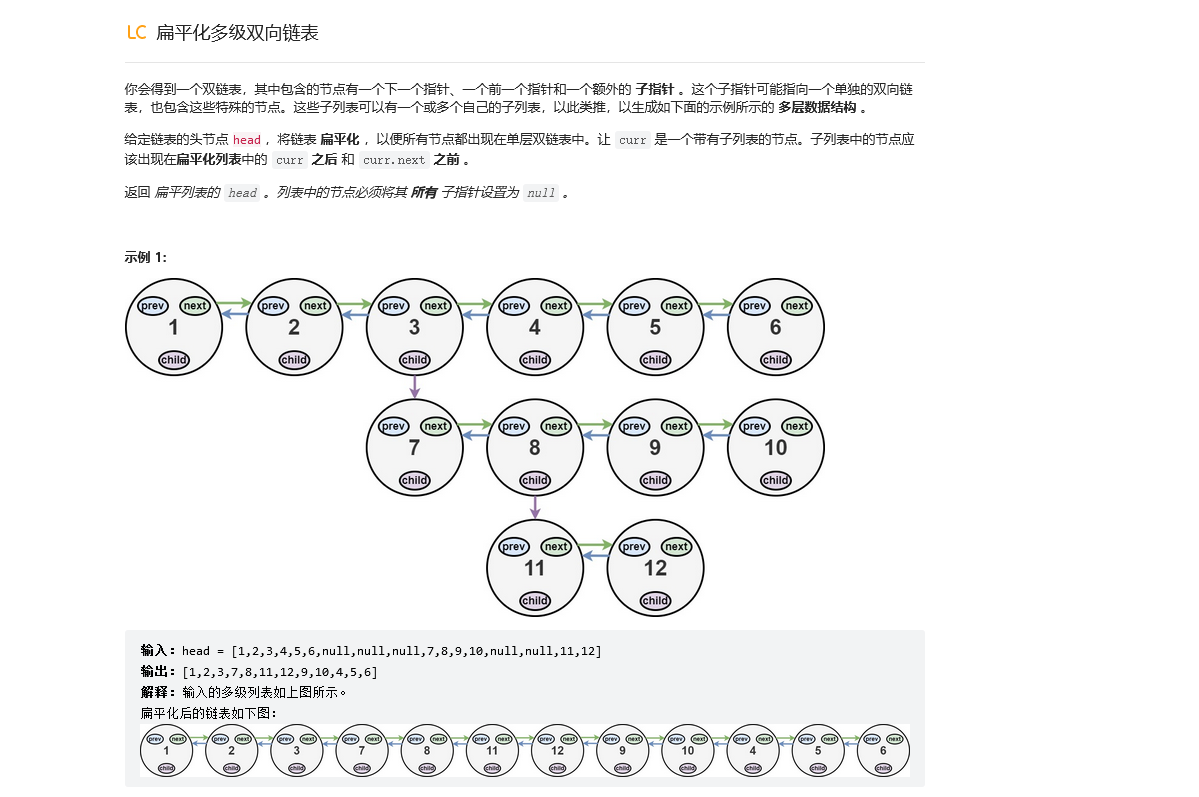 LC 扁平化多级双向链表
你会得到一个双链表，其中包含的节点有一个下一个指针、一个前一个指针和一个额外的 子指针 。这个子指针可能指向一个单独的双向链
表，也包含这些特殊的节点。这些子列表可以有一个或多个自己的子列表，以此类推，以生成如下面的示例所示的 多层数据结构 。
给定链表的头节点 head ，将链表 扁平化 ，以便所有节点都出现在单层双链表中。让 curr 是一个带有子列表的节点。子列表中的节点应
该出现在扁平化列表中的 curr 之后 和 curr.next 之前 。
返回 扁平列表的 head 。列表中的节点必须将其 所有 子指针设置为 null 。
示例 1:
prev next prev next prev next prev next prev next prev next
1 2 3 4 5 6
child child child child child child
prev next prev next prev next prev next
7 8 9 10
child child child child
prev next prev next
11 12
child child
输入：head = [1,2,3,4,5,6,null,null,null,7,8,9,10,null,null,11,12]
输出：[1,2,3,7,8,11,12,9,10,4,5,6]
解释：输入的多级列表如上图所示。
扁平化后的链表如下图：
prev next prev next prev next prev next prev next prev next prev next prev next prev next prev next prev next prev next
1 2 3 7 8 11 12 9 10 4 5 6
child child child child child child child child child child child child